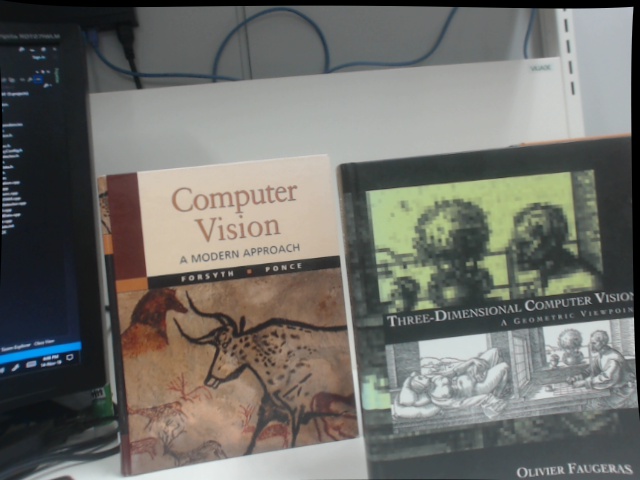 Computer
Vision
A MODERN APPROACH
FORSYTH ▪ PONCE
THREE-DIMENSIONAL COMPUTER VISION
A GEOMETRIC VIEWPOINT
OLIVIER FAUGERAS